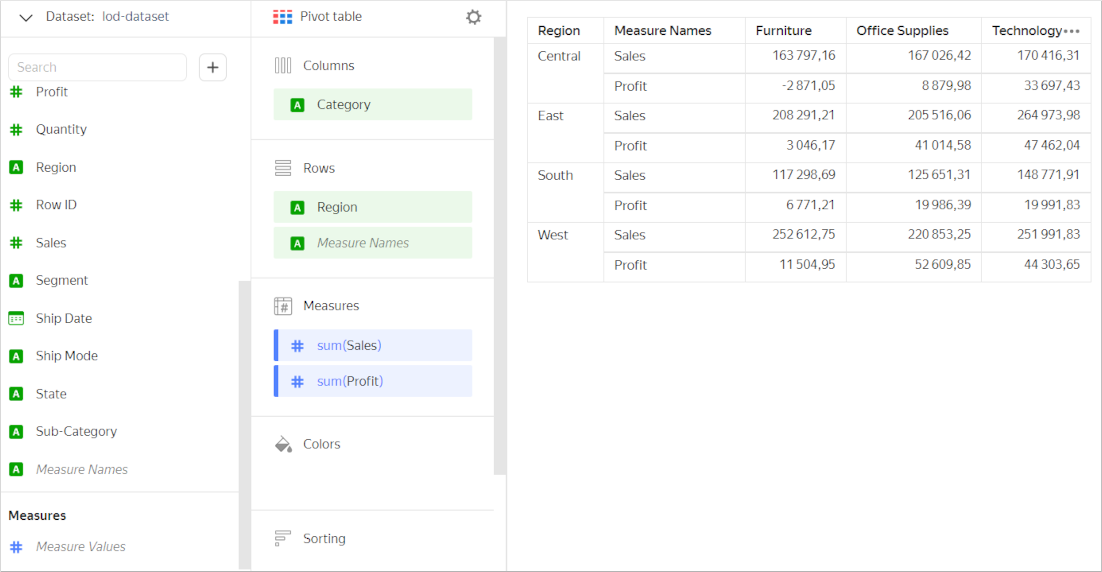 Dataset: lod-dataset
Search
+
# Profit
# Quantity
A Region
# Row ID
# Sales
A Segment
Ship Date
A Ship Mode
A State
A Sub-Category
A Measure Names
Measures
# Measure Values
Pivot table
Columns
A Category
Rows
A Region
A Measure Names
# Measures
# sum(Sales)
# sum(Profit)
Colors
Sorting
Region Measure Names Furniture Office Supplies Technology•••
Central Sales 163 797,16 167 026,42 170 416,31
Profit -2 871,05 8 879,98 33 697,43
East Sales 208 291,21 205 516,06 264 973,98
Profit 3 046,17 41 014,58 47 462,04
South Sales 117 298,69 125 651,31 148 771,91
Profit 6 771,21 19 986,39 19 991,83
West Sales 252 612,75 220 853,25 251 991,83
Profit 11 504,95 52 609,85 44 303,65